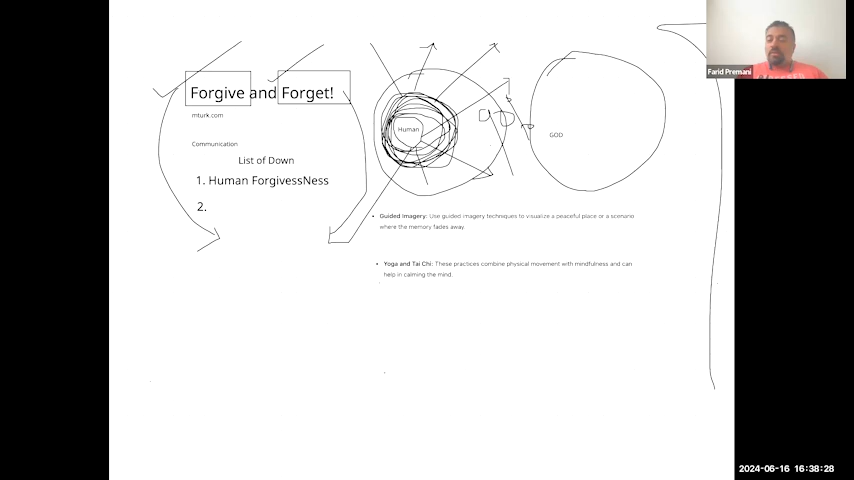 Forgive and Forget!
mturk.com
Communication
List of Down
1. Human ForgivessNess
2.
Human
GOD
• Guided Imagery: Use guided imagery techniques to visualize a peaceful place or a scenario
where the memory fades away.
• Yoga and Tai Chi: These practices combine physical movement with mindfulness and can
help in calming the mind.
Farid Premani
2024-06-16 16:38:28